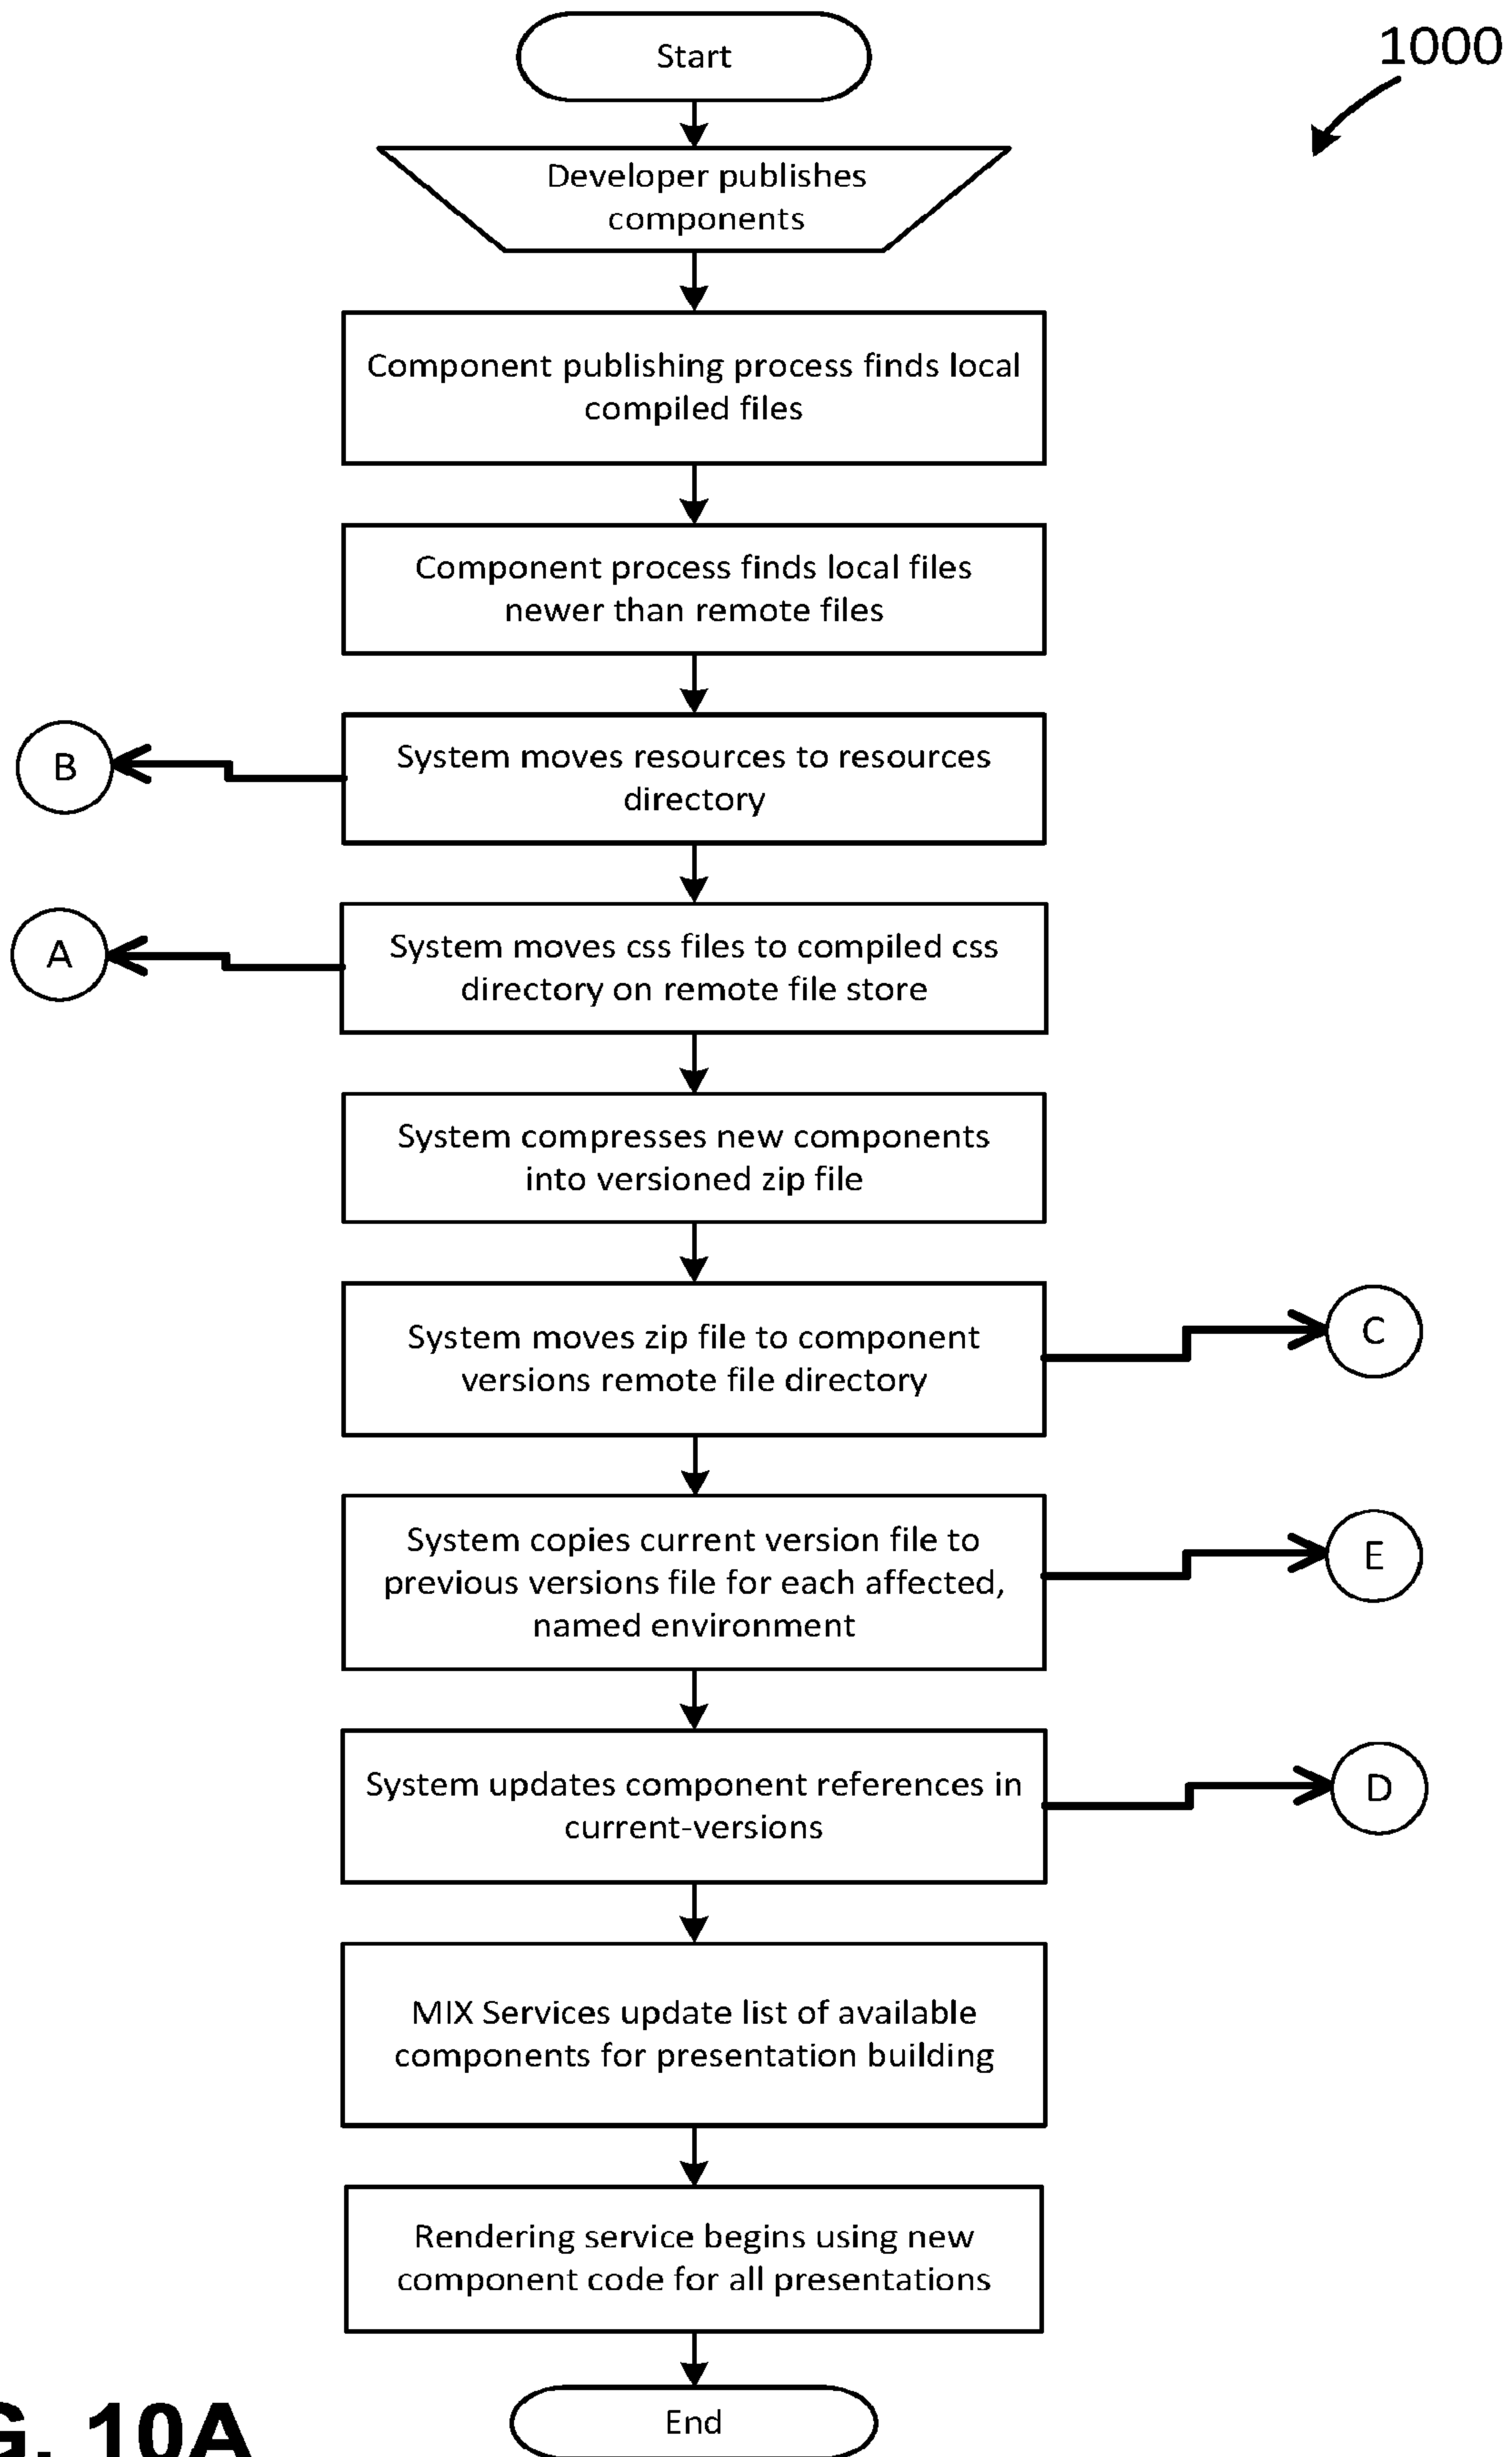 Start
1000
Developer publishes
components
Component publishing process finds local
compiled files
Component process finds local files
newer than remote files
B
System moves resources to resources
directory
A
System moves css files to compiled css
directory on remote file store
System compresses new components
into versioned zip file
System moves zip file to component
versions remote file directory
C
System copies current version file to
previous versions file for each affected,
named environment
E
System updates component references in
current-versions
D
MIX Services update list of available
components for presentation building
Rendering service begins using new
component code for all presentations
End
G. 10A